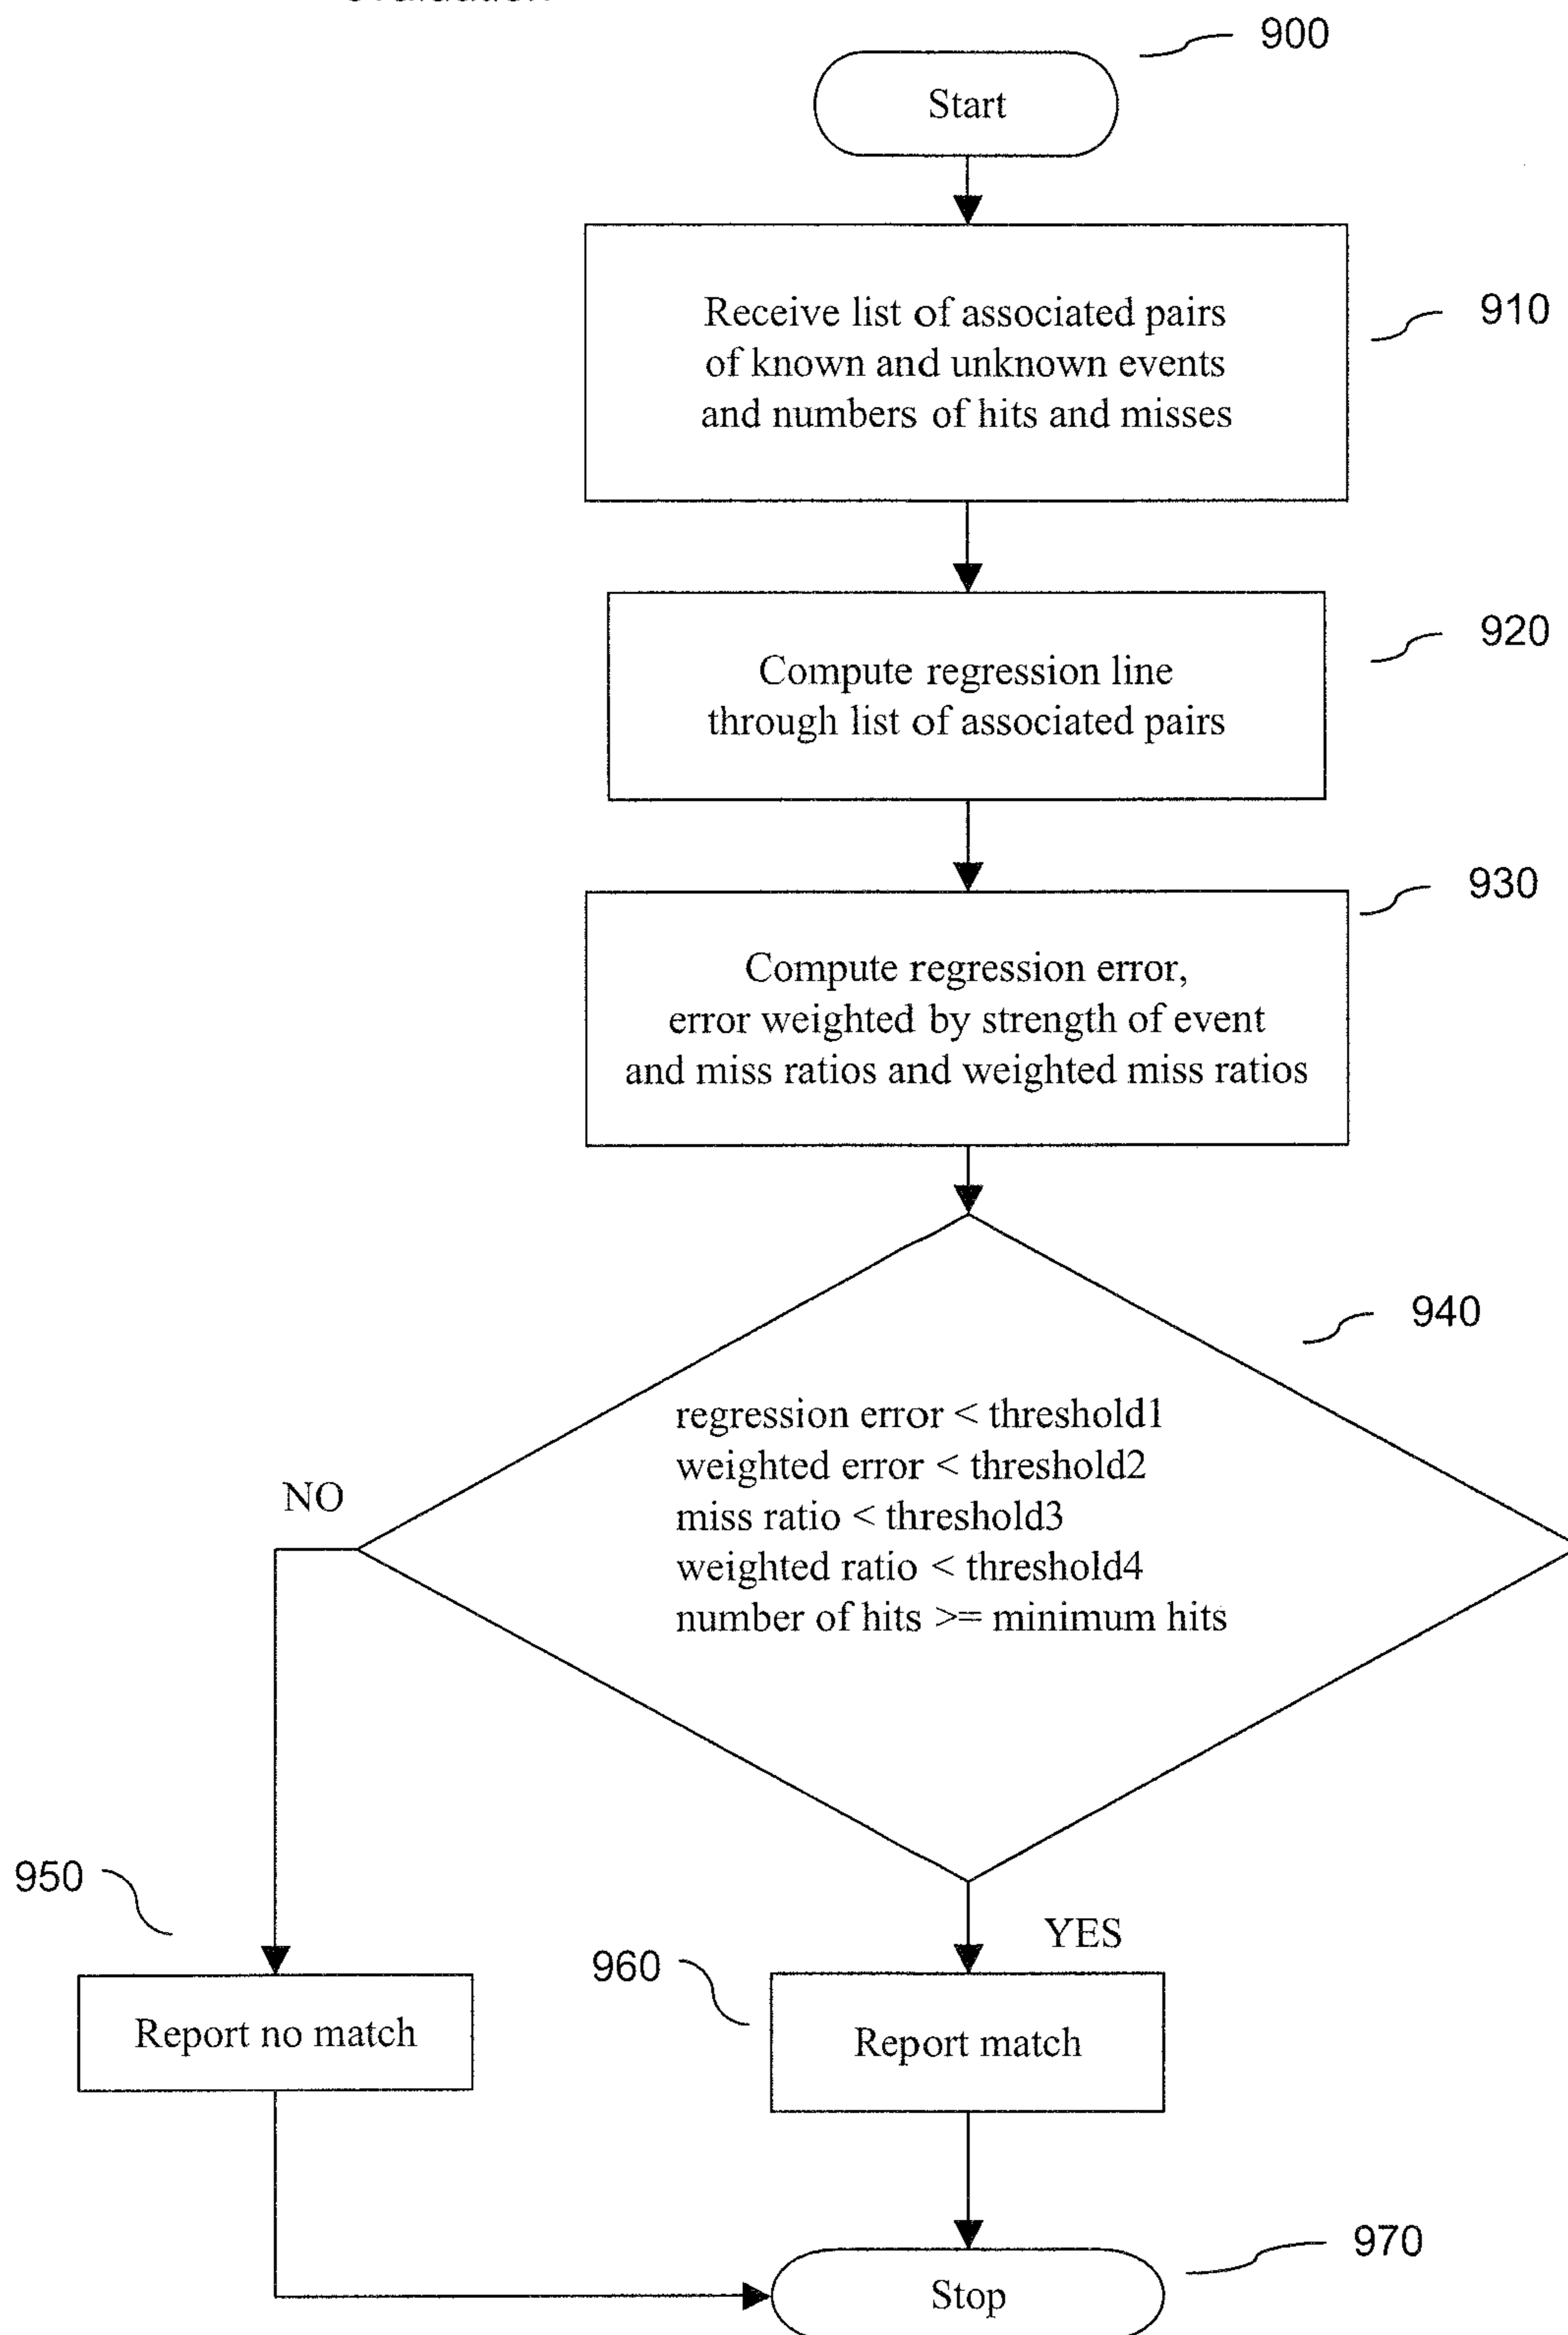 900
Start
910
Receive list of associated pairs
of known and unknown events
and numbers of hits and misses
920
Compute regression line
through list of associated pairs
930
Compute regression error,
error weighted by strength of event
and miss ratios and weighted miss ratios
940
regression error < threshold1
weighted error < threshold2
miss ratio < threshold3
weighted ratio < threshold4
number of hits >= minimum hits
NO
950
YES
960
Report no match
Report match
970
Stop